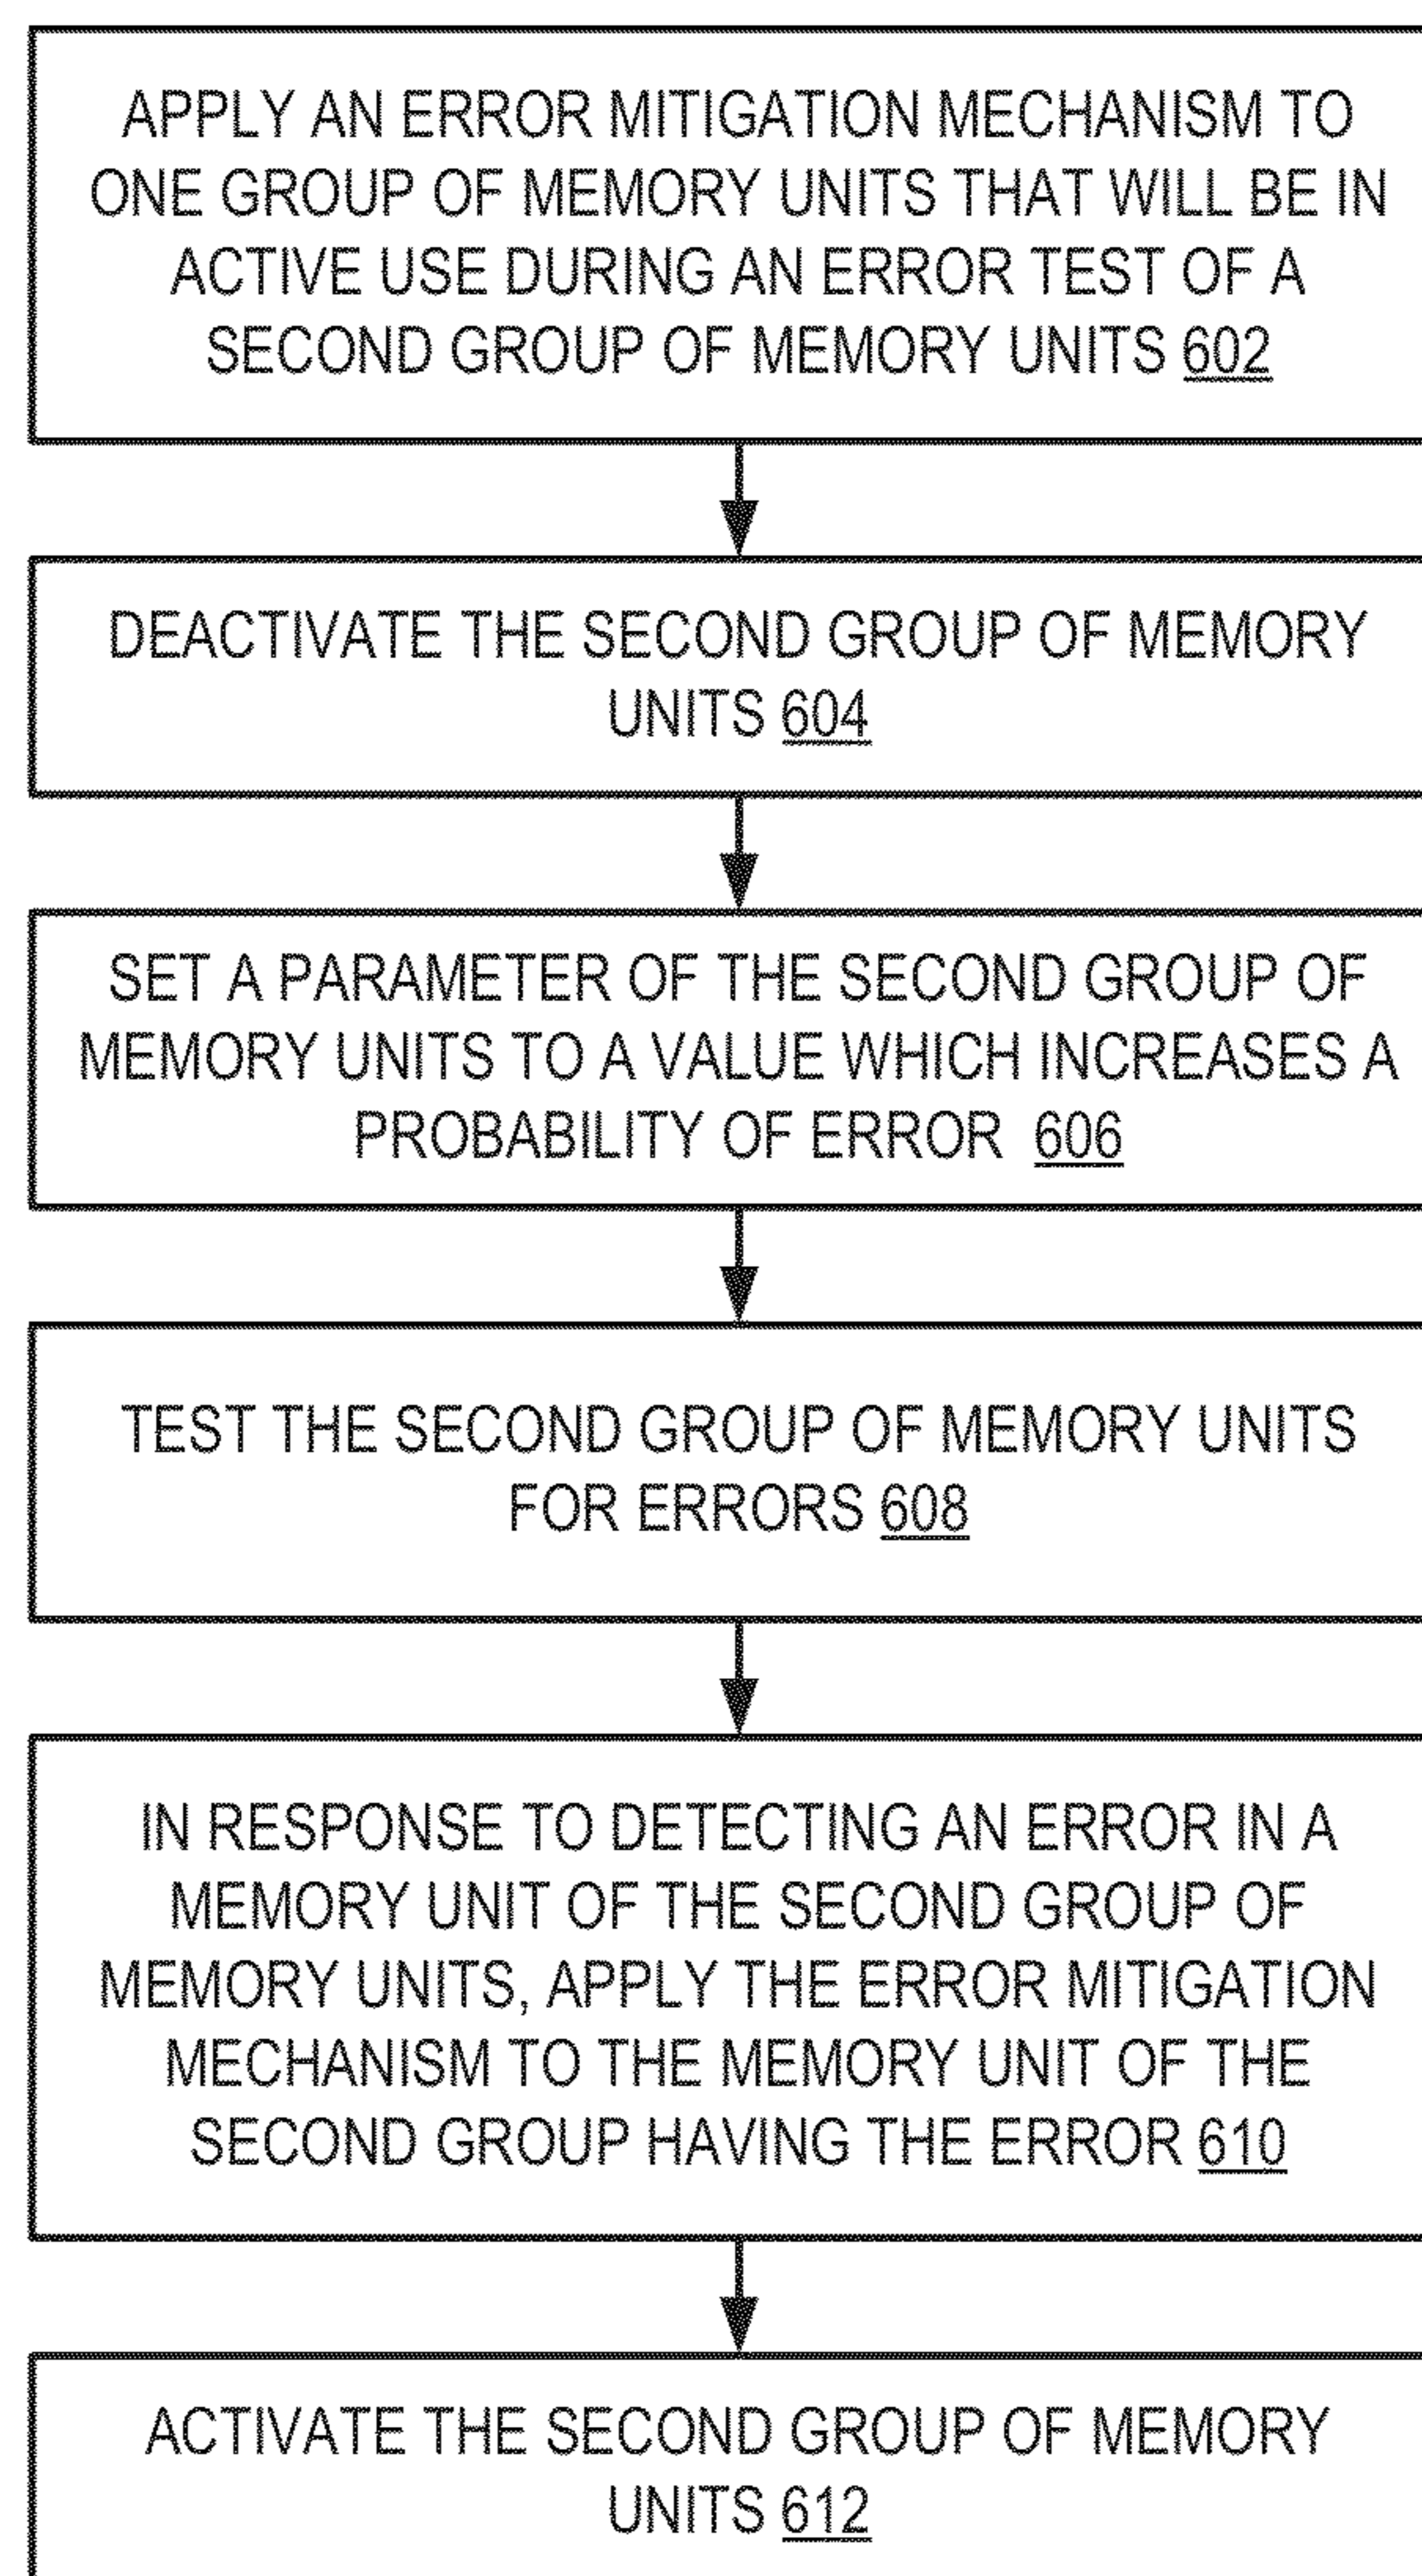 APPLY AN ERROR MITIGATION MECHANISM TO
ONE GROUP OF MEMORY UNITS THAT WILL BE IN
ACTIVE USE DURING AN ERROR TEST OF A
SECOND GROUP OF MEMORY UNITS 602
DEACTIVATE THE SECOND GROUP OF MEMORY
UNITS 604
SET A PARAMETER OF THE SECOND GROUP OF
MEMORY UNITS TO A VALUE WHICH INCREASES A
PROBABILITY OF ERROR 606
TEST THE SECOND GROUP OF MEMORY UNITS
FOR ERRORS 608
IN RESPONSE TO DETECTING AN ERROR IN A
MEMORY UNIT OF THE SECOND GROUP OF
MEMORY UNITS, APPLY THE ERROR MITIGATION
MECHANISM TO THE MEMORY UNIT OF THE
SECOND GROUP HAVING THE ERROR 610
ACTIVATE THE SECOND GROUP OF MEMORY
UNITS 612